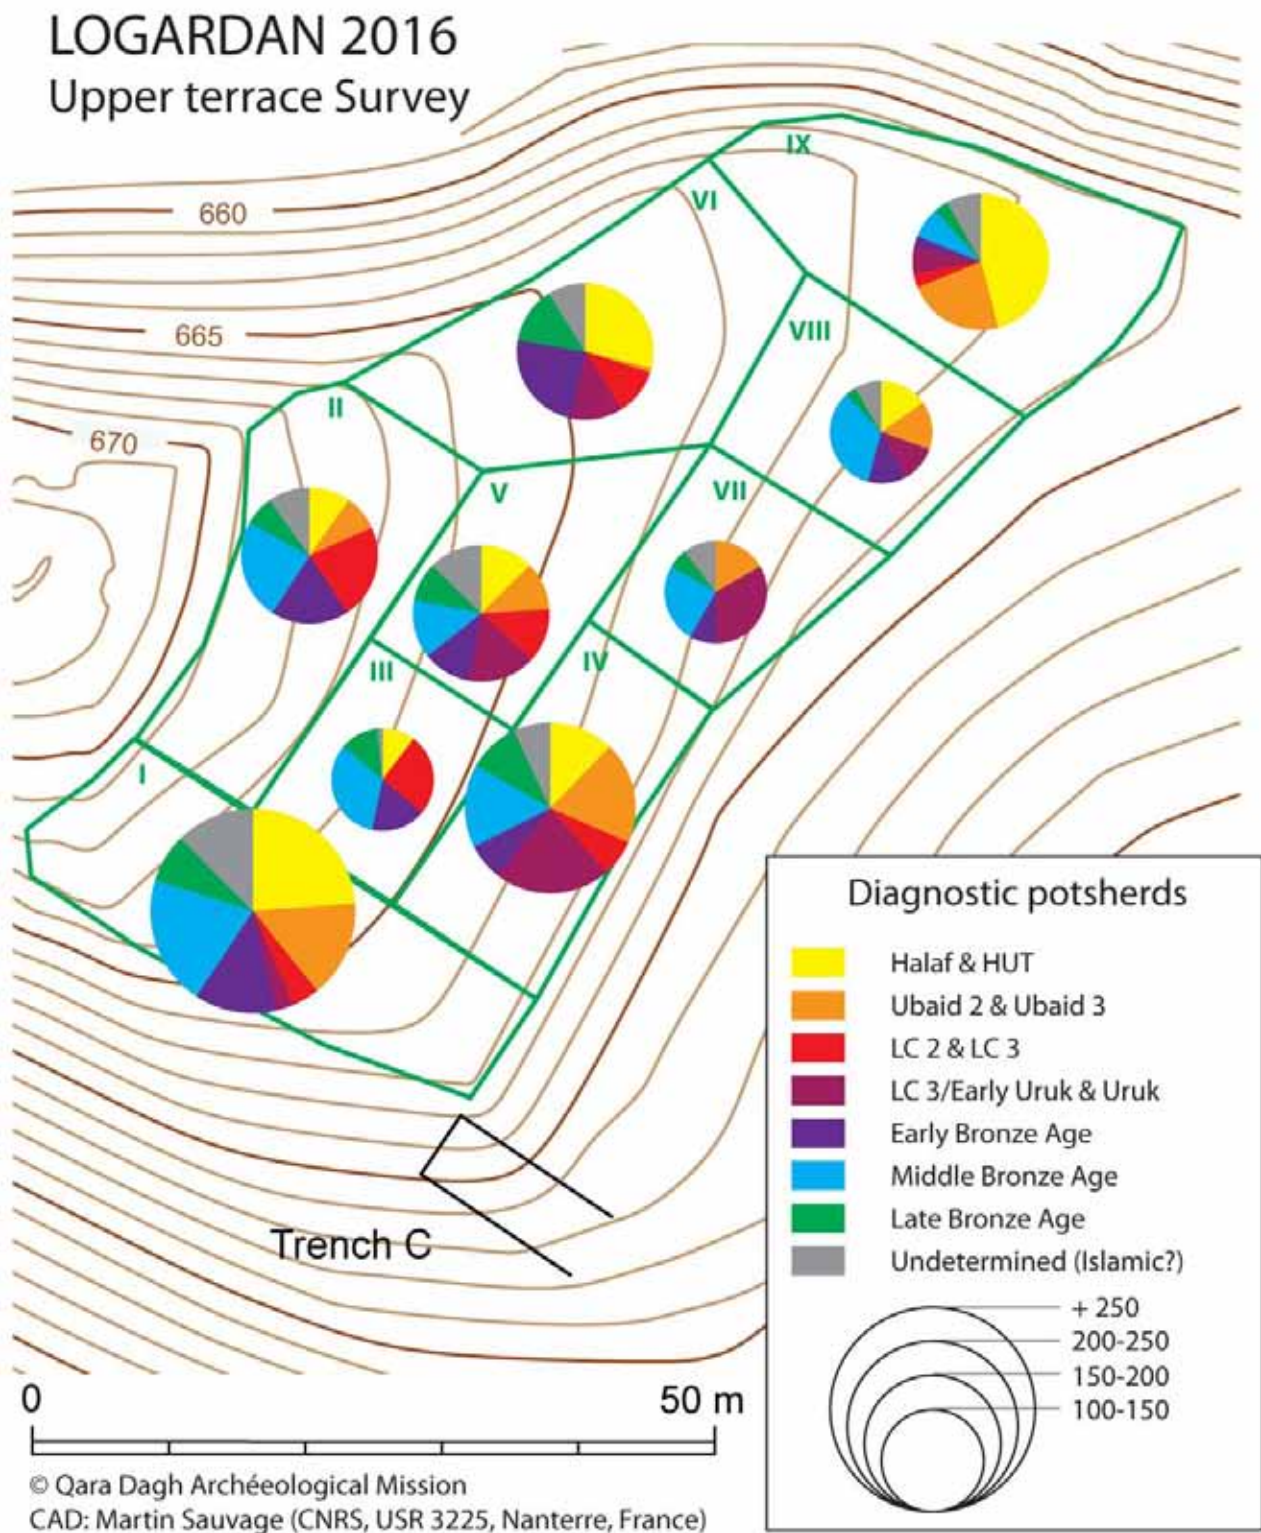 LOGARDAN 2016
Upper terrace Survey
IX
VI
660
VIII
665
II
670
V
VII
IV
III
I
Diagnostic potsherds
Halaf & HUT
Ubaid 2 & Ubaid 3
LC 2 & LC 3
LC 3/Early Uruk & Uruk
Early Bronze Age
Middle Bronze Age
Late Bronze Age
Undetermined (Islamic?)
+ 250
200-250
150-200
100-150
Trench C
0 50 m
© Qara Dagh Archéeological Mission
CAD: Martin Sauvage (CNRS, USR 3225, Nanterre, France)